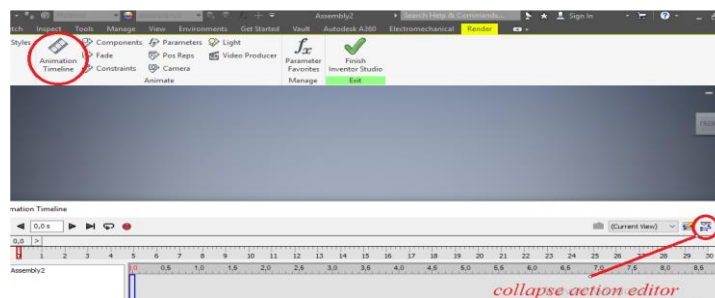 Assembly2 Search Help & Commands... Sign In
tch Inspect Tools Manage View Environments Get Started Vault Autodesk A360 Electromechanical Render
Styles Components Parameters Light
Fade Pos Reps Video Producer
Constraints Camera
Animation Timeline
Parameter Favorites
Finish Inventor Studio
Animate Manage Exit
mation Timeline
0,0 s (Current View)
0,0 >
1 2 3 4 5 6 7 8 9 10 11 12 13 14 15 16 17 18 19 20 21 22 23 24 25 26 27 28 29 30
Assembly2 0,5 1,0 1,5 2,0 2,5 3,0 3,5 4,0 4,5 5,0 5,5 6,0 6,5 7,0 7,5 8,0 8,5
collapse action editor